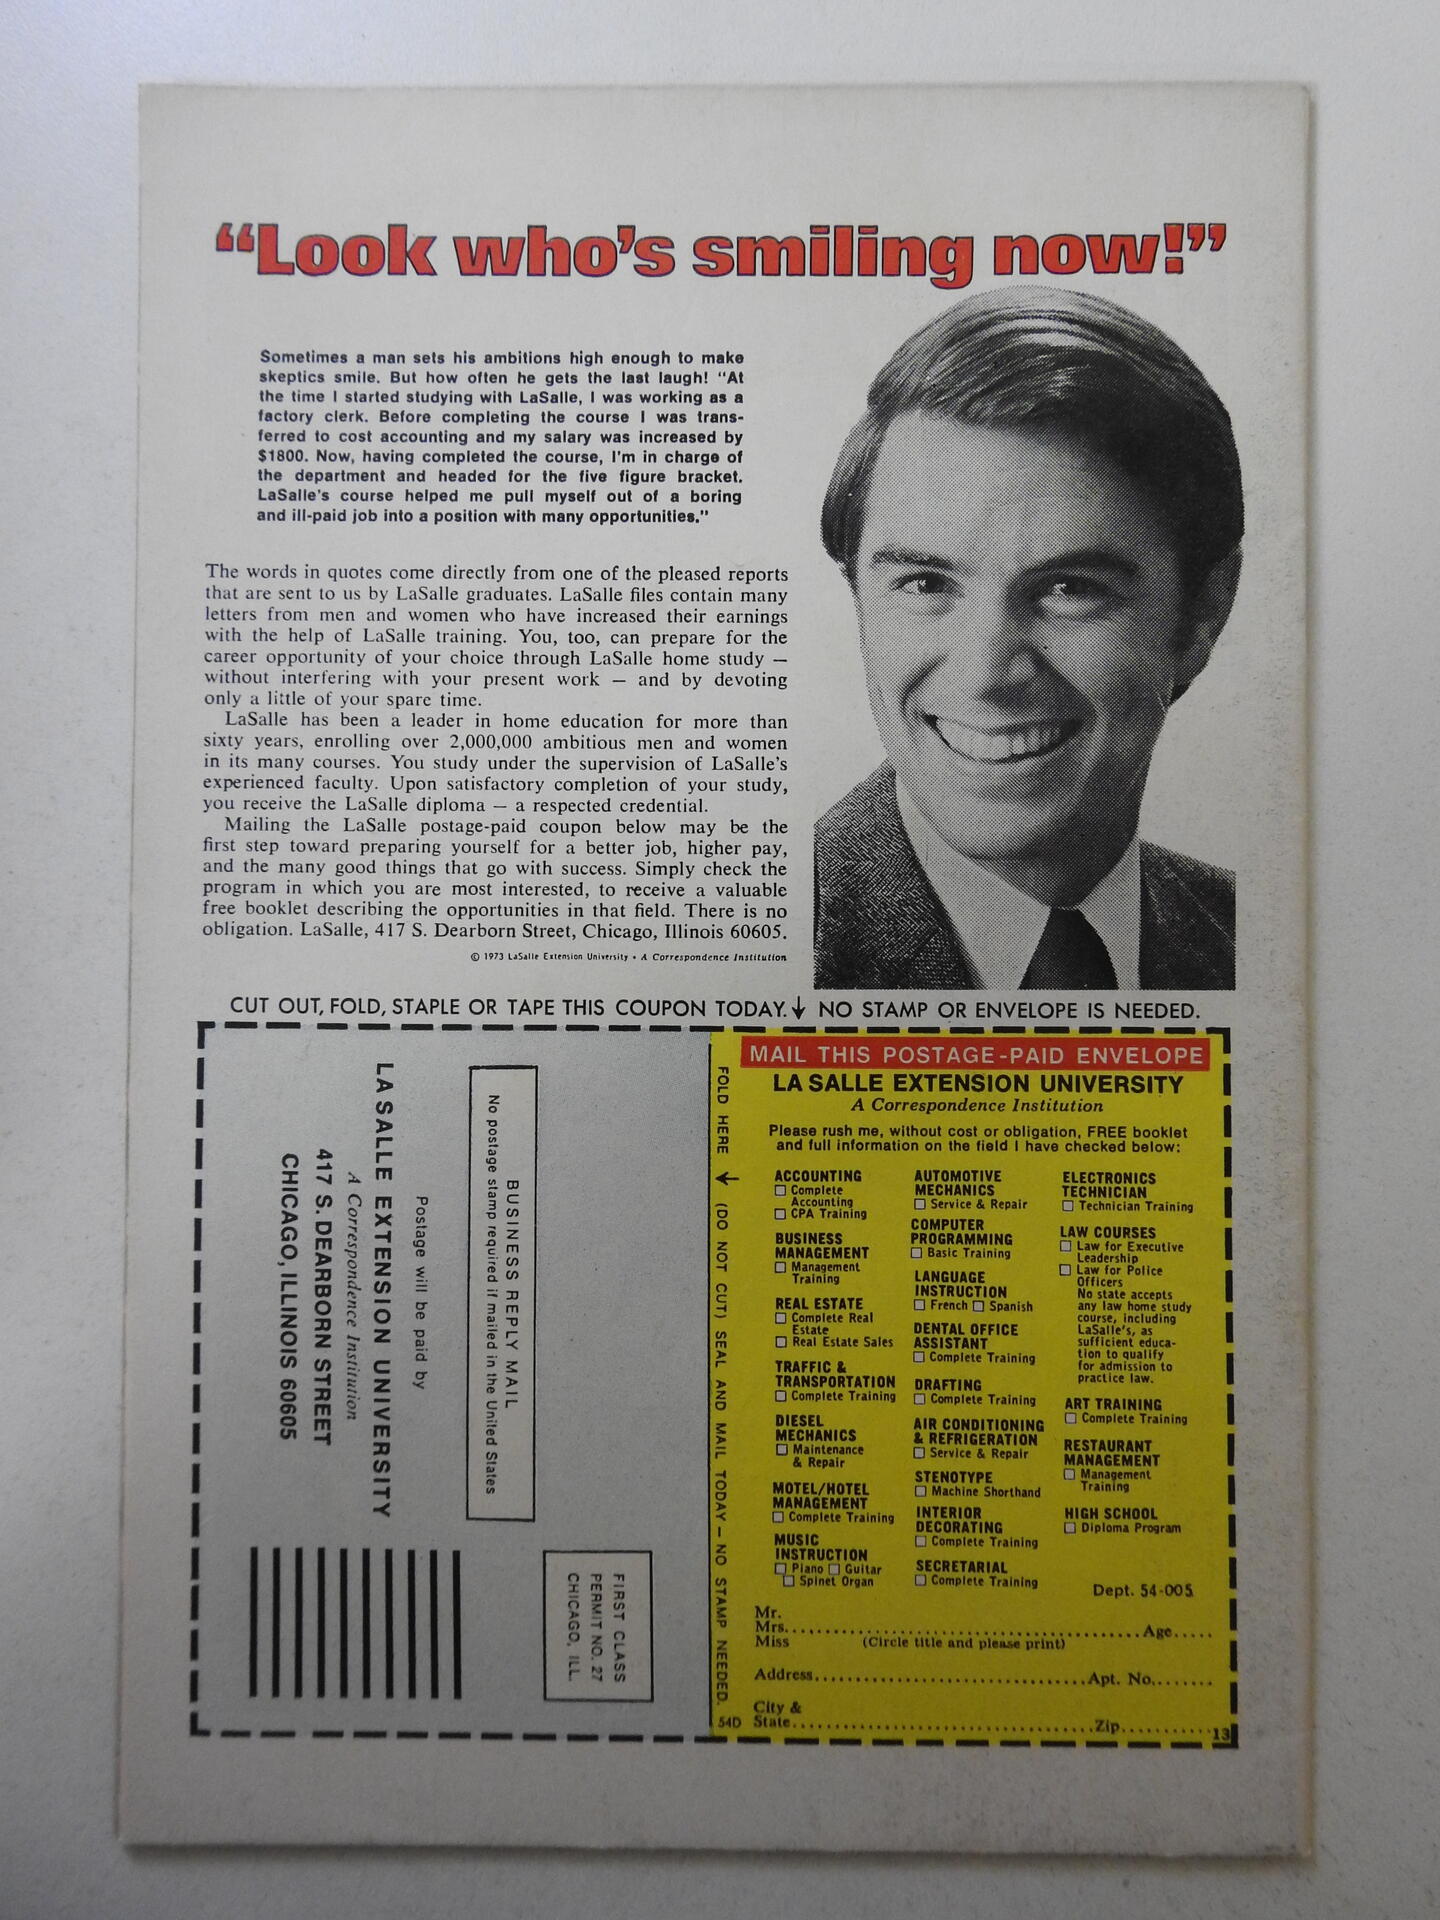 “Look who’s smiling now!”
Sometimes a man sets his ambitions high enough to make
skeptics smile. But how often he gets the last laugh! “At
the time I started studying with LaSalle, I was working as a
factory clerk. Before completing the course I was trans-
ferred to cost accounting and my salary was increased by
$1800. Now, having completed the course, I’m in charge of
the department and headed for the five figure bracket.
LaSalle’s course helped me pull myself out of a boring
and ill-paid job into a position with many opportunities.”
The words in quotes come directly from one of the pleased reports
that are sent to us by LaSalle graduates. LaSalle files contain many
letters from men and women who have increased their earnings
with the help of LaSalle training. You, too, can prepare for the
career opportunity of your choice through LaSalle home study —
without interfering with your present work — and by devoting
only a little of your spare time.
LaSalle has been a leader in home education for more than
sixty years, enrolling over 2,000,000 ambitious men and women
in its many courses. You study under the supervision of LaSalle’s
experienced faculty. Upon satisfactory completion of your study,
you receive the LaSalle diploma — a respected credential.
Mailing the LaSalle postage-paid coupon below may be the
first step toward preparing yourself for a better job, higher pay,
and the many good things that go with success. Simply check the
program in which you are most interested, to receive a valuable
free booklet describing the opportunities in that field. There is no
obligation. LaSalle, 417 S. Dearborn Street, Chicago, Illinois 60605.
© 1973 LaSalle Extension University • A Correspondence Institution
CUT OUT, FOLD, STAPLE OR TAPE THIS COUPON TODAY.↓ NO STAMP OR ENVELOPE IS NEEDED.
FIRST CLASS
PERMIT NO. 27
CHICAGO, ILL.
BUSINESS REPLY MAIL
No postage stamp required if mailed in the United States
Postage will be paid by
LA SALLE EXTENSION UNIVERSITY
A Correspondence Institution
417 S. DEARBORN STREET
CHICAGO, ILLINOIS 60605
FOLD HERE ↓ (DO NOT CUT) SEAL AND MAIL TODAY — NO STAMP NEEDED.
54D
MAIL THIS POSTAGE-PAID ENVELOPE
LA SALLE EXTENSION UNIVERSITY
A Correspondence Institution
Please rush me, without cost or obligation, FREE booklet
and full information on the field I have checked below:
ACCOUNTING
☐ Complete
Accounting
☐ CPA Training
BUSINESS
MANAGEMENT
☐ Management
Training
REAL ESTATE
☐ Complete Real
Estate
☐ Real Estate Sales
TRAFFIC &
TRANSPORTATION
☐ Complete Training
DIESEL
MECHANICS
☐ Maintenance
& Repair
MOTEL/HOTEL
MANAGEMENT
☐ Complete Training
MUSIC
INSTRUCTION
☐ Piano ☐ Guitar
☐ Spinet Organ
AUTOMOTIVE
MECHANICS
☐ Service & Repair
COMPUTER
PROGRAMMING
☐ Basic Training
LANGUAGE
INSTRUCTION
☐ French ☐ Spanish
DENTAL OFFICE
ASSISTANT
☐ Complete Training
DRAFTING
☐ Complete Training
AIR CONDITIONING
& REFRIGERATION
☐ Service & Repair
STENOTYPE
☐ Machine Shorthand
INTERIOR
DECORATING
☐ Complete Training
SECRETARIAL
☐ Complete Training
ELECTRONICS
TECHNICIAN
☐ Technician Training
LAW COURSES
☐ Law for Executive
Leadership
☐ Law for Police
Officers
No state accepts
any law home study
course, including
LaSalle’s, as
sufficient educa-
tion to qualify
for admission to
practice law.
ART TRAINING
☐ Complete Training
RESTAURANT
MANAGEMENT
☐ Management
Training
HIGH SCHOOL
☐ Diploma Program
Dept. 54-005
Mr.
Mrs. Age
Miss (Circle title and please print)
Address Apt. No.
City &
State Zip
13